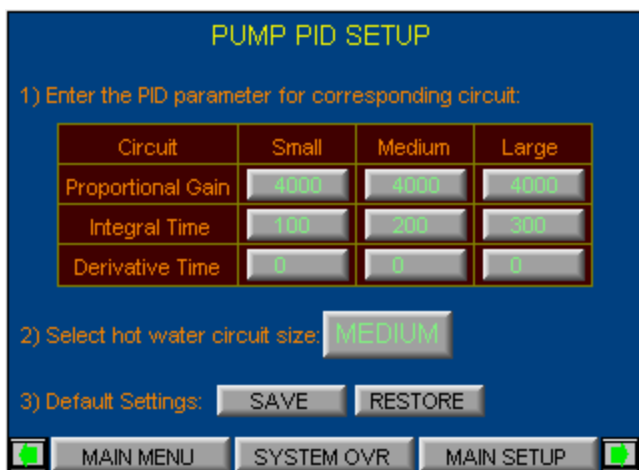 PUMP PID SETUP
1) Enter the PID parameter for corresponding circuit:
Circuit Small Medium Large
Proportional Gain 4000 4000 4000
Integral Time 100 200 300
Derivative Time 0 0 0
2) Select hot water circuit size: MEDIUM
3) Default Settings: SAVE RESTORE
MAIN MENU SYSTEM OVR MAIN SETUP